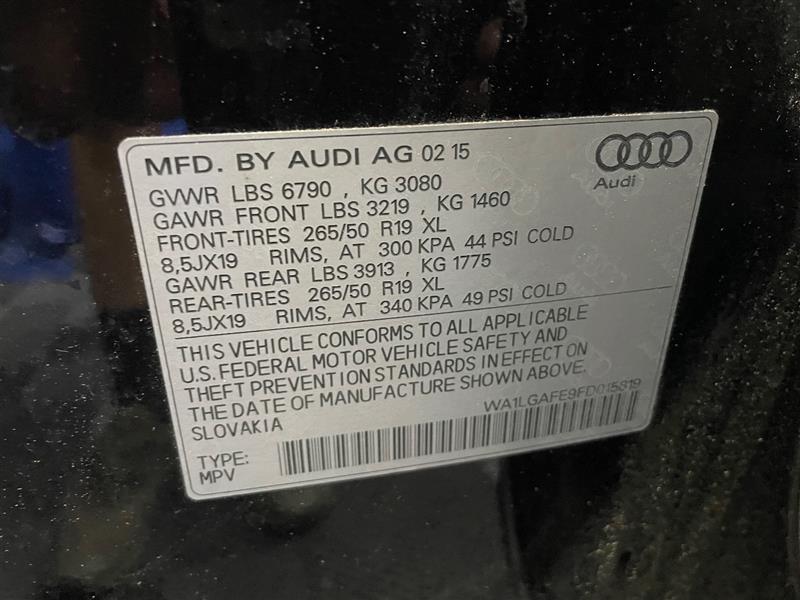 MFD. BY AUDI AG 02 15
Audi
GVWR LBS 6790 , KG 3080
GAWR FRONT LBS 3219 , KG 1460
FRONT-TIRES 265/50 R19 XL
8,5JX19 RIMS, AT 300 KPA 44 PSI COLD
GAWR REAR LBS 3913 , KG 1775
REAR-TIRES 265/50 R19 XL
8,5JX19 RIMS, AT 340 KPA 49 PSI COLD
THIS VEHICLE CONFORMS TO ALL APPLICABLE
U.S. FEDERAL MOTOR VEHICLE SAFETY AND
THEFT PREVENTION STANDARDS IN EFFECT ON
THE DATE OF MANUFACTURE SHOWN ABOVE.
SLOVAKIA
WA1LGAFE9FD015819
TYPE:
MPV